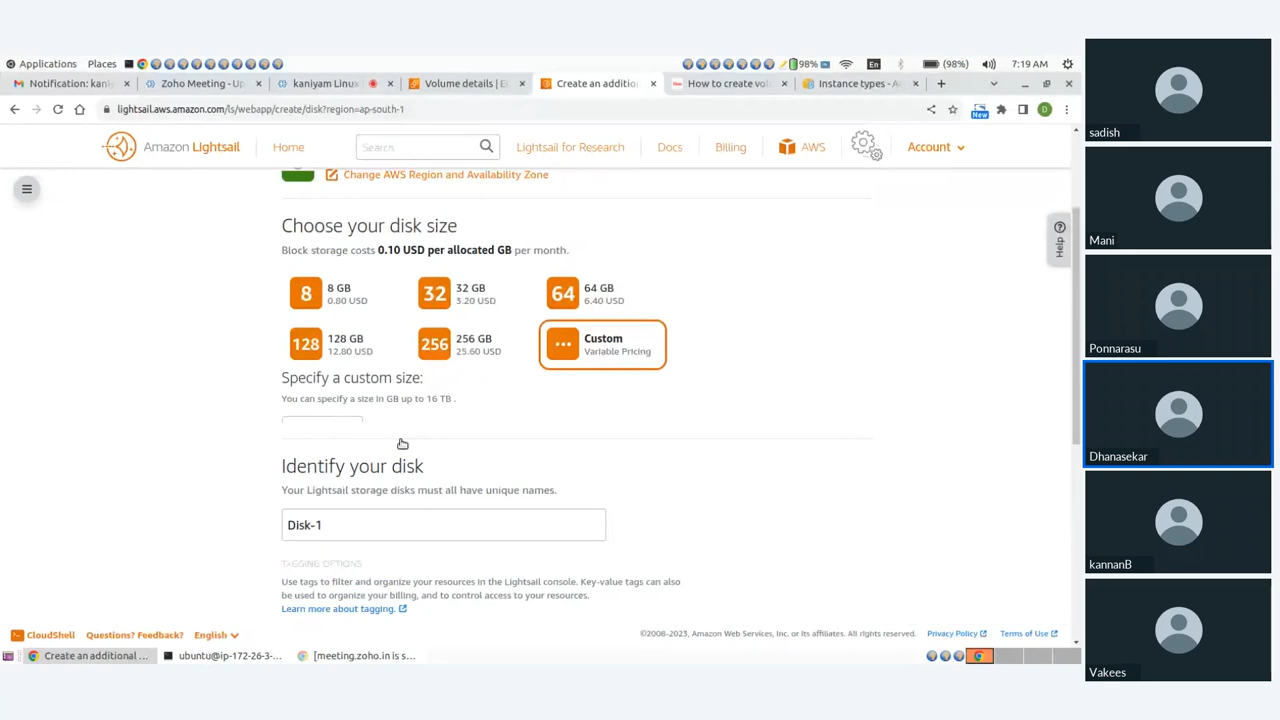 Applications Places 98% En (98%) 7:19 AM
Notification: kaniy Zoho Meeting - Up kaniyam Linux Volume details | E Create an additio How to create vol Instance types - A
lightsail.aws.amazon.com/ls/webapp/create/disk?region=ap-south-1 New D
Amazon Lightsail Home Search Lightsail for Research Docs Billing AWS Account
Change AWS Region and Availability Zone
Choose your disk size
Block storage costs 0.10 USD per allocated GB per month.
Help
8 8 GB 0.80 USD
32 32 GB 3.20 USD
64 64 GB 6.40 USD
128 128 GB 12.80 USD
256 256 GB 25.60 USD
... Custom Variable Pricing
Specify a custom size:
You can specify a size in GB up to 16 TB .
Identify your disk
Your Lightsail storage disks must all have unique names.
Disk-1
TAGGING OPTIONS
Use tags to filter and organize your resources in the Lightsail console. Key-value tags can also
be used to organize your billing, and to control access to your resources.
Learn more about tagging.
CloudShell Questions? Feedback? English ©2008-2023, Amazon Web Services, Inc. or its affiliates. All rights reserved. Privacy Policy Terms of Use
Create an additional ... ubuntu@ip-172-26-3-... [meeting.zoho.in is s...
sadish
Mani
Ponnarasu
Dhanasekar
kannanB
Vakees